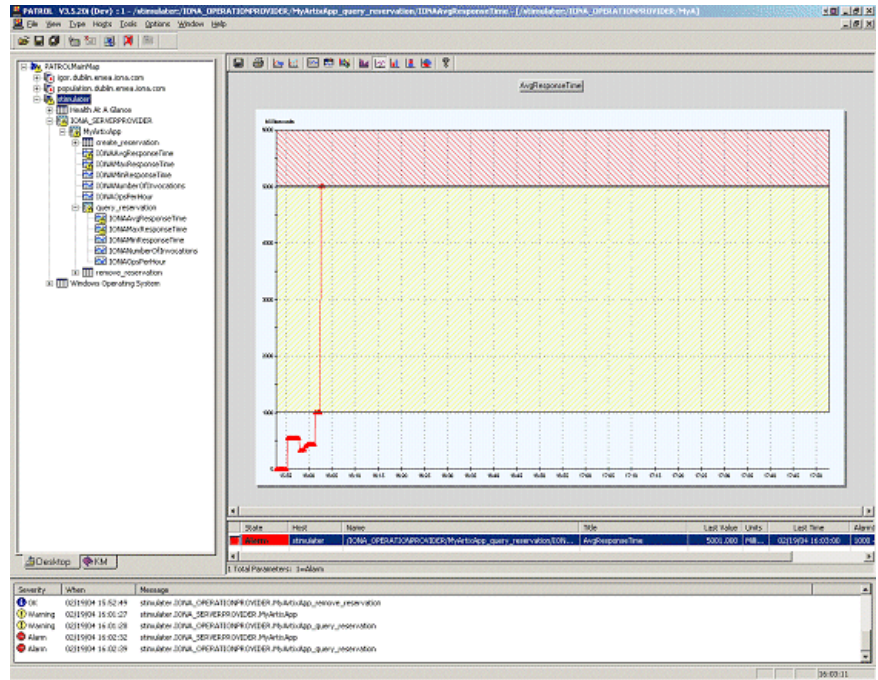 PATROL V3.5.20i (Dev) :1 - /stimulater:/IONA_OPERATIONPROVIDER:/MyArtixApp_query_reservation/IONAAvgResponseTime - [/stimulater:/IONA_OPERATIONPROVIDER:/MyA]
File View Type Hosts Tools Options Window Help
PATROLMainMap
igor.dublin.emea.iona.com
population.dublin.emea.iona.com
stimulater
Health At A Glance
IONA_SERVERPROVIDER
MyArtixApp
create_reservation
IONAAvgResponseTime
IONAMaxResponseTime
IONAMinResponseTime
IONANumberOfInvocations
IONAOpsPerHour
query_reservation
IONAAvgResponseTime
IONAMaxResponseTime
IONAMinResponseTime
IONANumberOfInvocations
IONAOpsPerHour
remove_reservation
Windows Operating System
Desktop KM
AvgResponseTime
Milliseconds
6000
5000
4000
3000
2000
1000
0
State Host Name Title Last Value Units Last Time Alarm1
Alarm stimulater /IONA_OPERATIONPROVIDER/MyArtixApp_query_reservation/ION... AvgResponseTime 5001.000 Milli... 02/19/04 16:03:00 1000 -
1 Total Parameters: 1=Alarm
Severity When Message
OK 02/19/04 15:52:49 stimulater.IONA_OPERATIONPROVIDER.MyArtixApp_remove_reservation
Warning 02/19/04 16:01:27 stimulater.IONA_SERVERPROVIDER.MyArtixApp
Warning 02/19/04 16:01:28 stimulater.IONA_OPERATIONPROVIDER.MyArtixApp_query_reservation
Alarm 02/19/04 16:02:32 stimulater.IONA_SERVERPROVIDER.MyArtixApp
Alarm 02/19/04 16:02:39 stimulater.IONA_OPERATIONPROVIDER.MyArtixApp_query_reservation
16:03:11